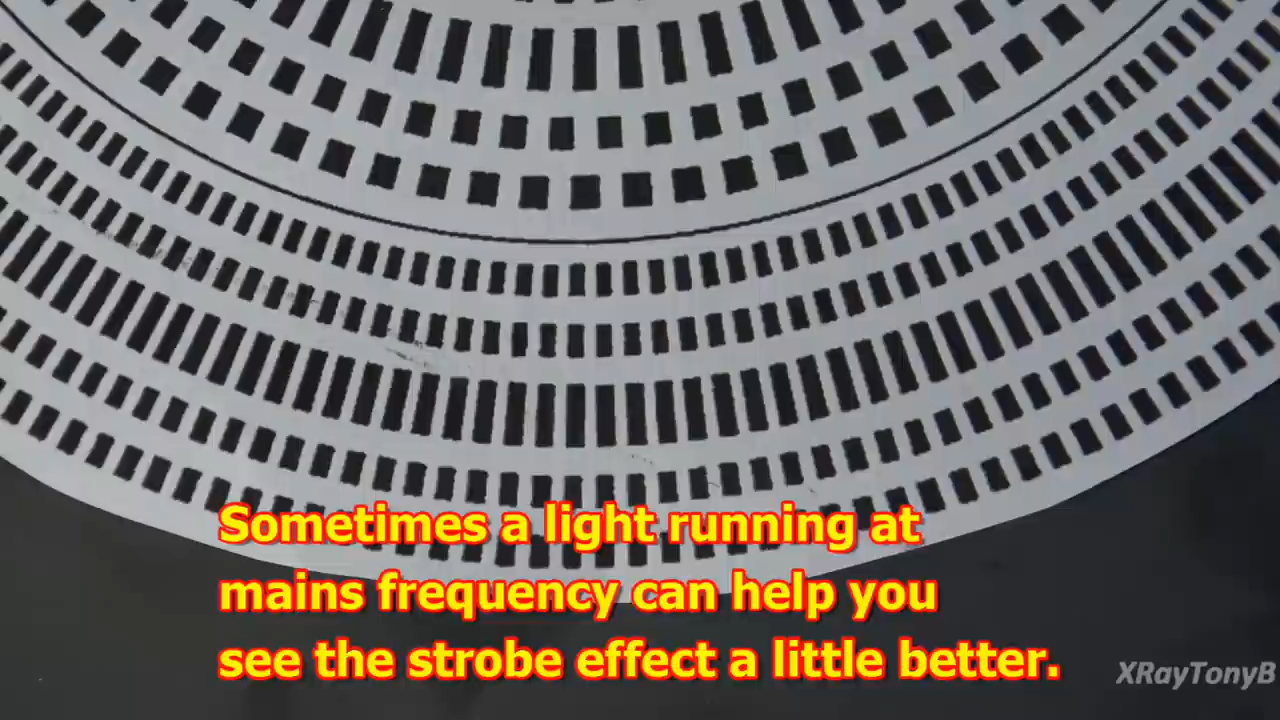 Sometimes a light running at
mains frequency can help you
see the strobe effect a little better.
XRayTonyB